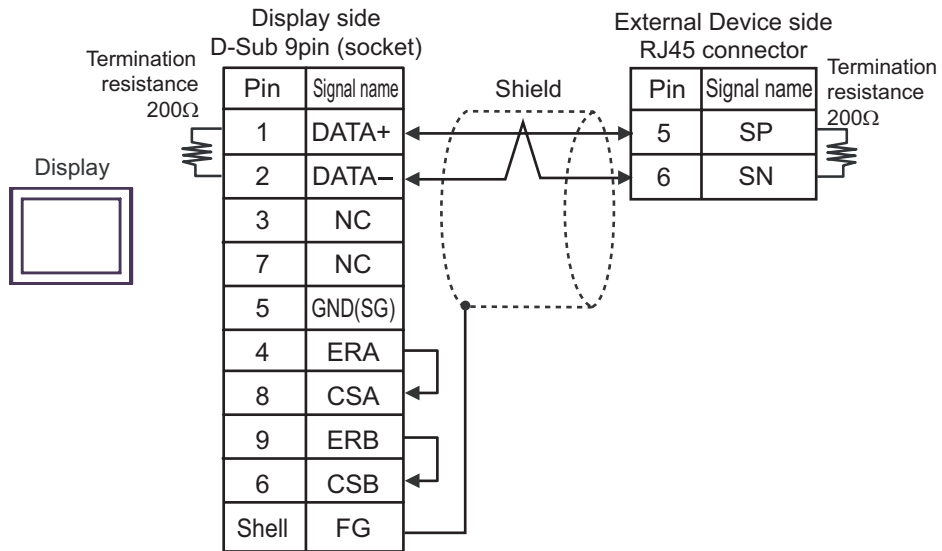 Display side
D-Sub 9pin (socket)
External Device side
RJ45 connector
Termination
resistance
200Ω
Termination
resistance
200Ω
Shield
Display
Pin Signal name
1 DATA+
2 DATA–
3 NC
7 NC
5 GND(SG)
4 ERA
8 CSA
9 ERB
6 CSB
Shell FG
Pin Signal name
5 SP
6 SN